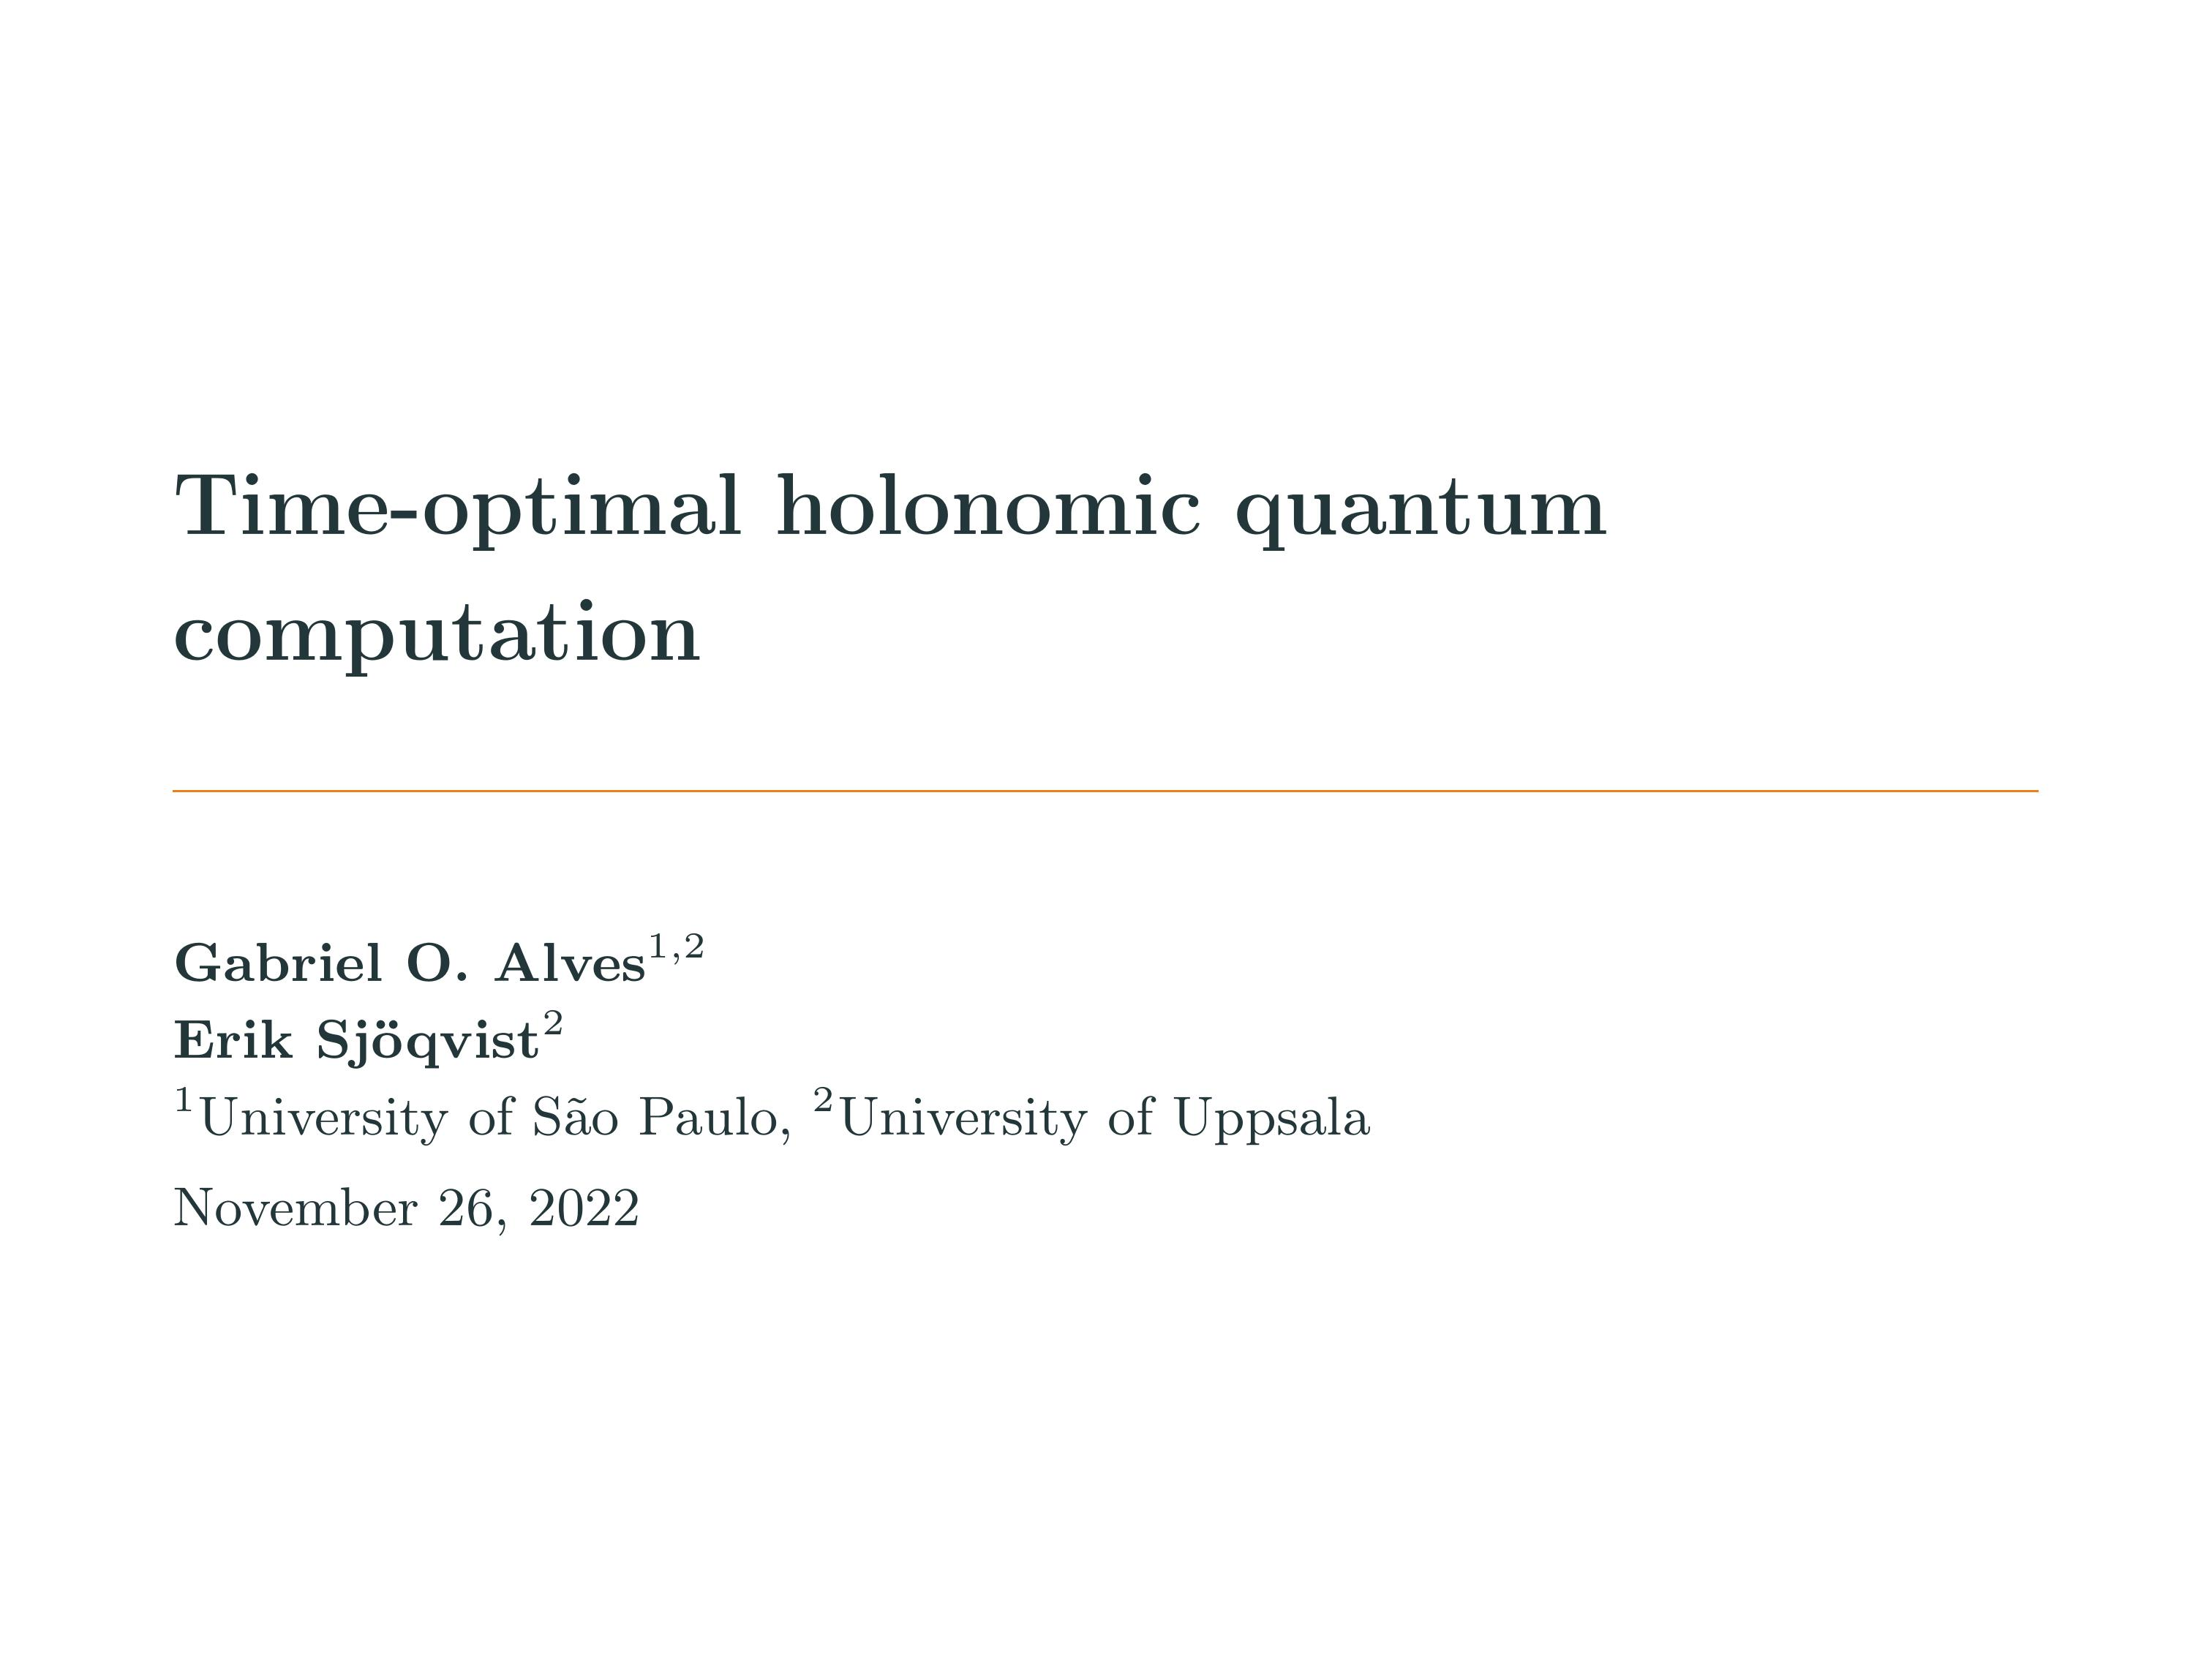 Time-optimal holonomic quantum
computation
Gabriel O. Alves¹,²
Erik Sjöqvist²
¹University of São Paulo, ²University of Uppsala
November 26, 2022